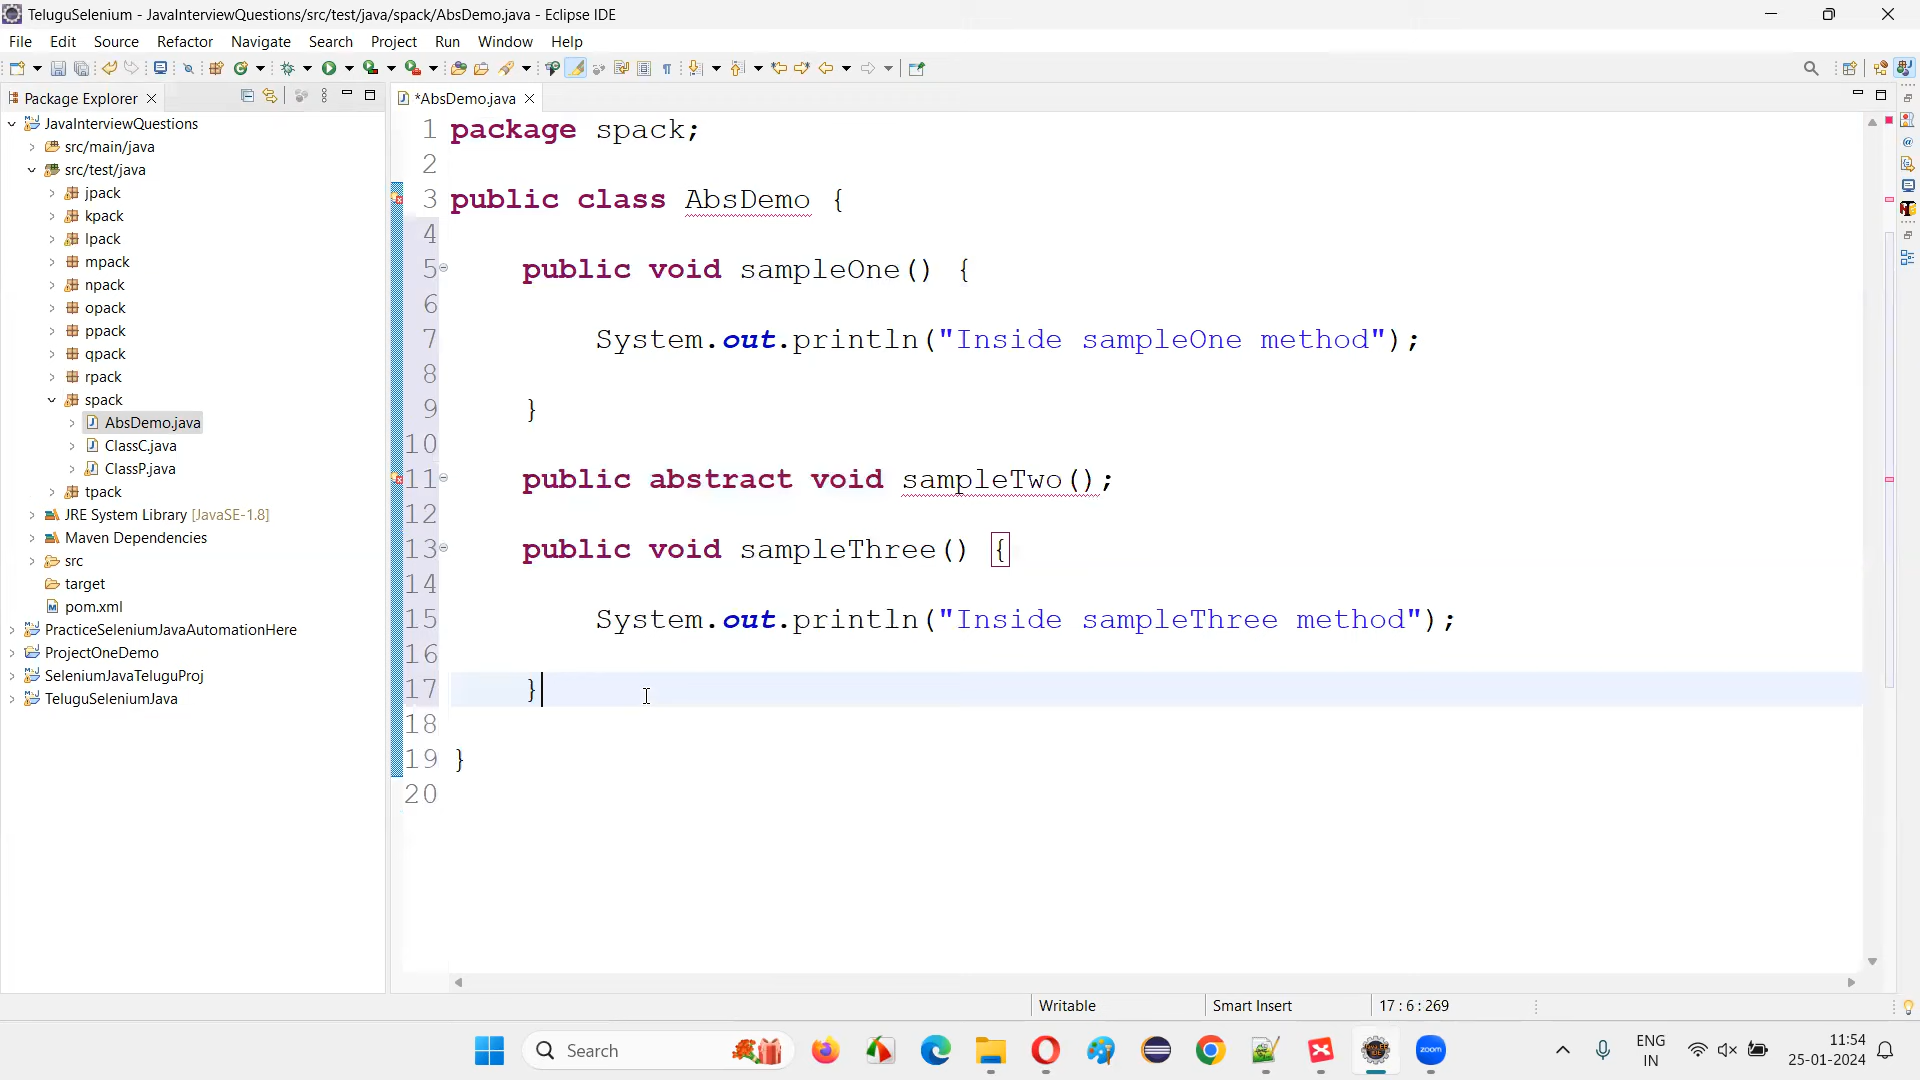 TeluguSelenium - JavaInterviewQuestions/src/test/java/spack/AbsDemo.java - Eclipse IDE
File Edit Source Refactor Navigate Search Project Run Window Help
Package Explorer
*AbsDemo.java
JavaInterviewQuestions
src/main/java
src/test/java
jpack
kpack
lpack
mpack
npack
opack
ppack
qpack
rpack
spack
AbsDemo.java
ClassC.java
ClassP.java
tpack
JRE System Library [JavaSE-1.8]
Maven Dependencies
src
target
pom.xml
PracticeSeleniumJavaAutomationHere
ProjectOneDemo
SeleniumJavaTeluguProj
TeluguSeleniumJava
1 package spack;
2
3 public class AbsDemo {
4
5 public void sampleOne() {
6
7 System.out.println("Inside sampleOne method");
8
9 }
10
11 public abstract void sampleTwo();
12
13 public void sampleThree() {
14
15 System.out.println("Inside sampleThree method");
16
17 }
18
19 }
20
Writable Smart Insert 17 : 6 : 269
Search
zoom
ENG
IN
11:54
25-01-2024